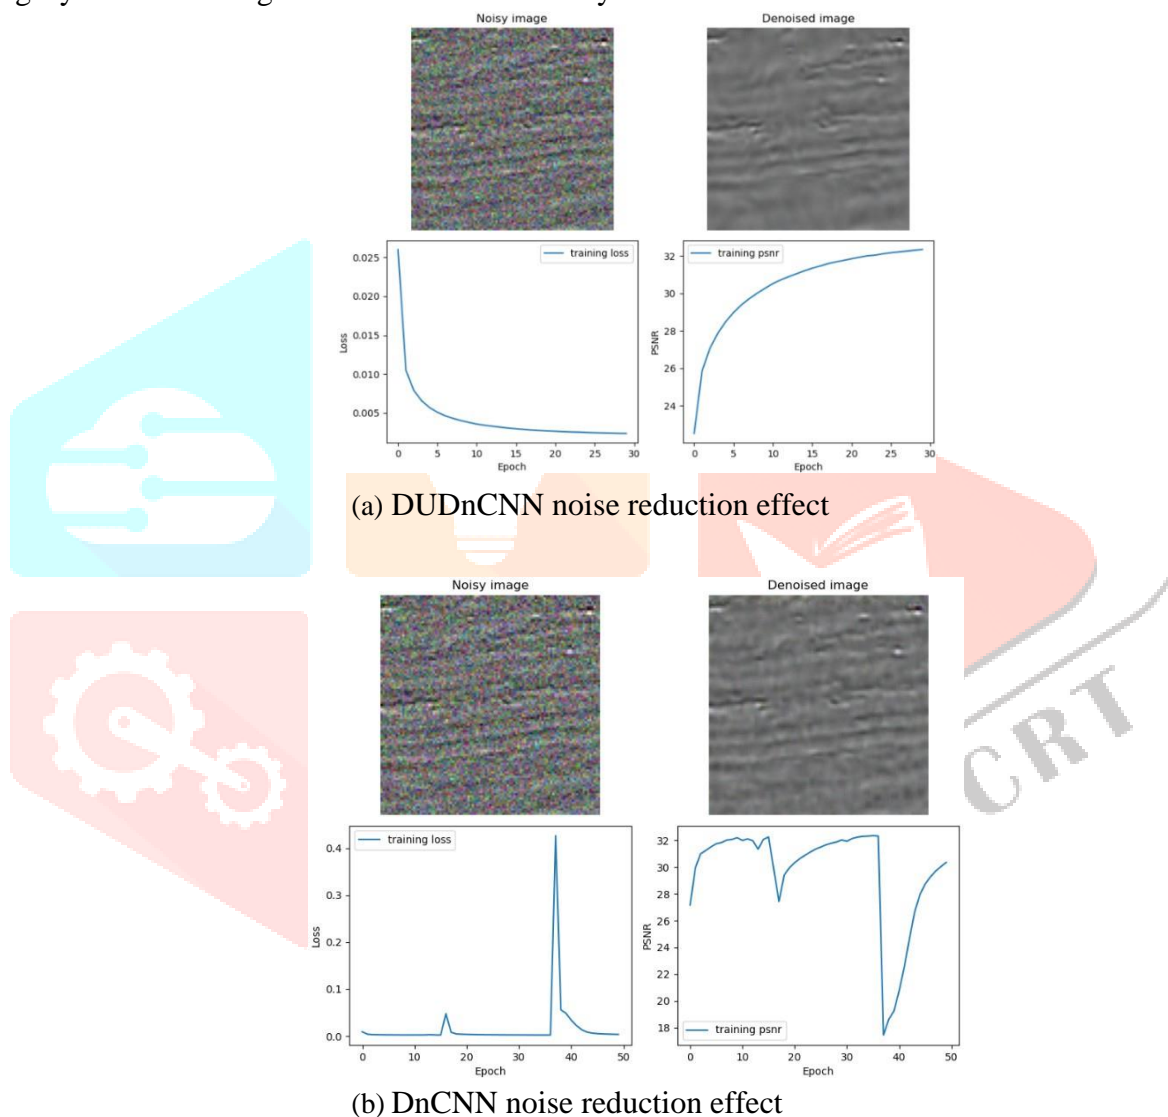 Noisy image
Denoised image
training loss
0.025
0.020
0.015
0.010
0.005
Loss
0 5 10 15 20 25 30
Epoch
training psnr
32
30
28
26
24
PSNR
0 5 10 15 20 25 30
Epoch
(a) DUDnCNN noise reduction effect
Noisy image
Denoised image
training loss
0.4
0.3
0.2
0.1
0.0
Loss
0 10 20 30 40 50
Epoch
32
30
28
26
24
22
20
18
PSNR
training psnr
0 10 20 30 40 50
Epoch
CRT
(b) DnCNN noise reduction effect